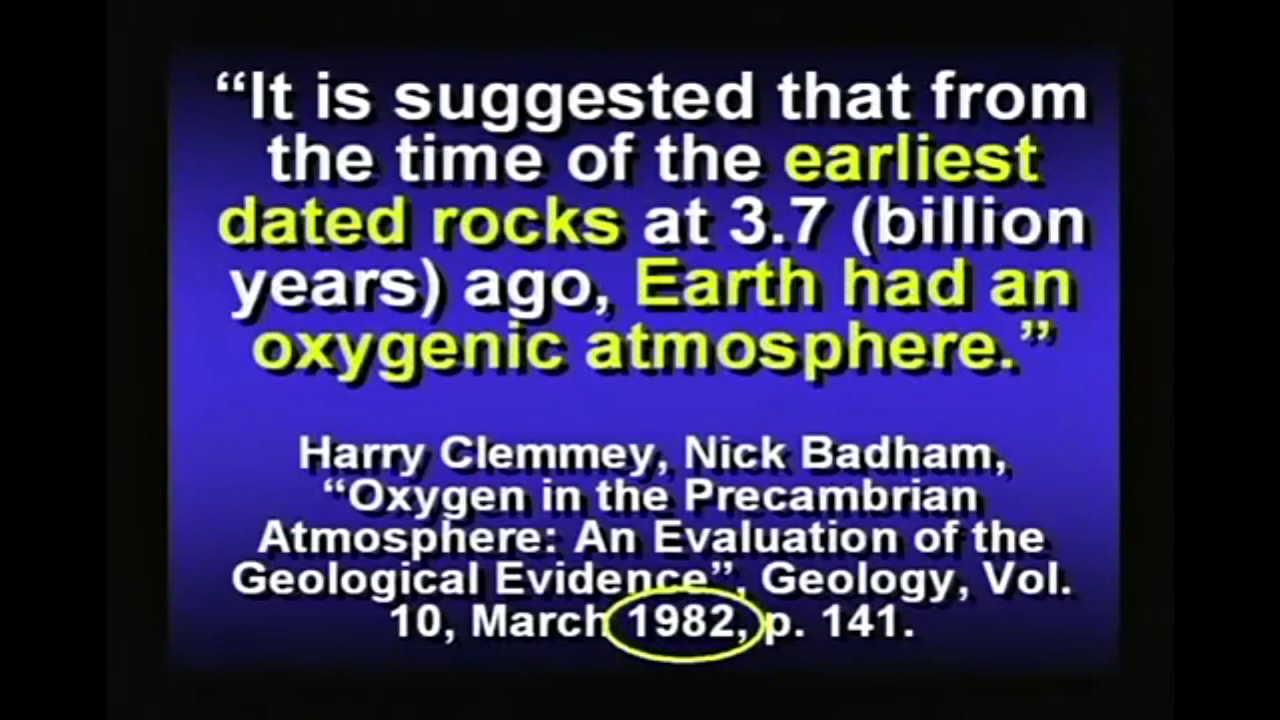 “It is suggested that from
the time of the earliest
dated rocks at 3.7 (billion
years) ago, Earth had an
oxygenic atmosphere.”
Harry Clemmey, Nick Badham,
“Oxygen in the Precambrian
Atmosphere: An Evaluation of the
Geological Evidence”, Geology, Vol.
10, March 1982, p. 141.